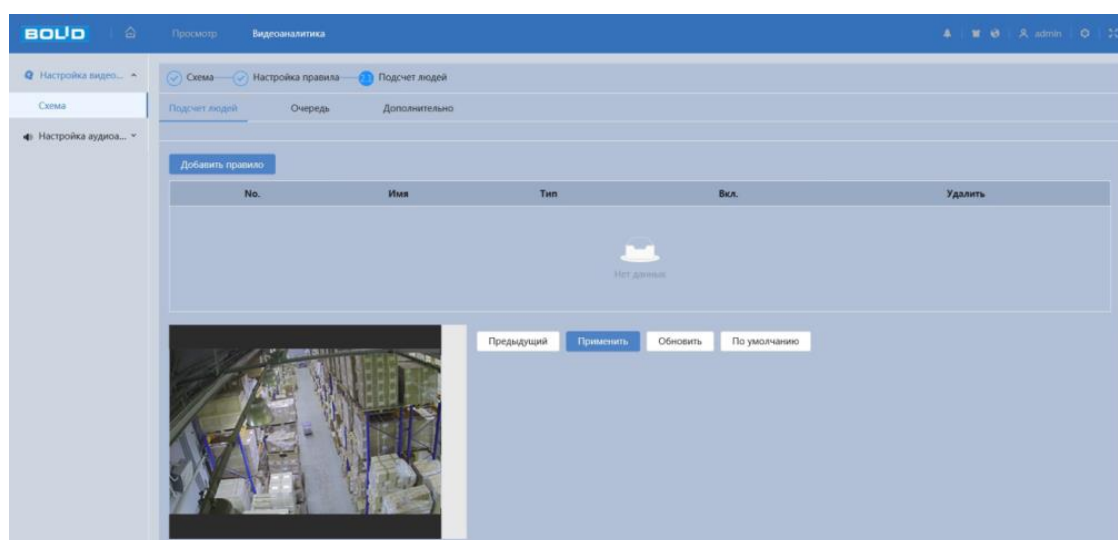 BOLID Просмотр Видеоаналитика admin
Настройка видео... Схема Настройка правила Подсчет людей
Схема Подсчет людей Очередь Дополнительно
Настройка аудиоа...
Добавить правило
No. Имя Тип Вкл. Удалить
Нет данных
Предыдущий Применить Обновить По умолчанию